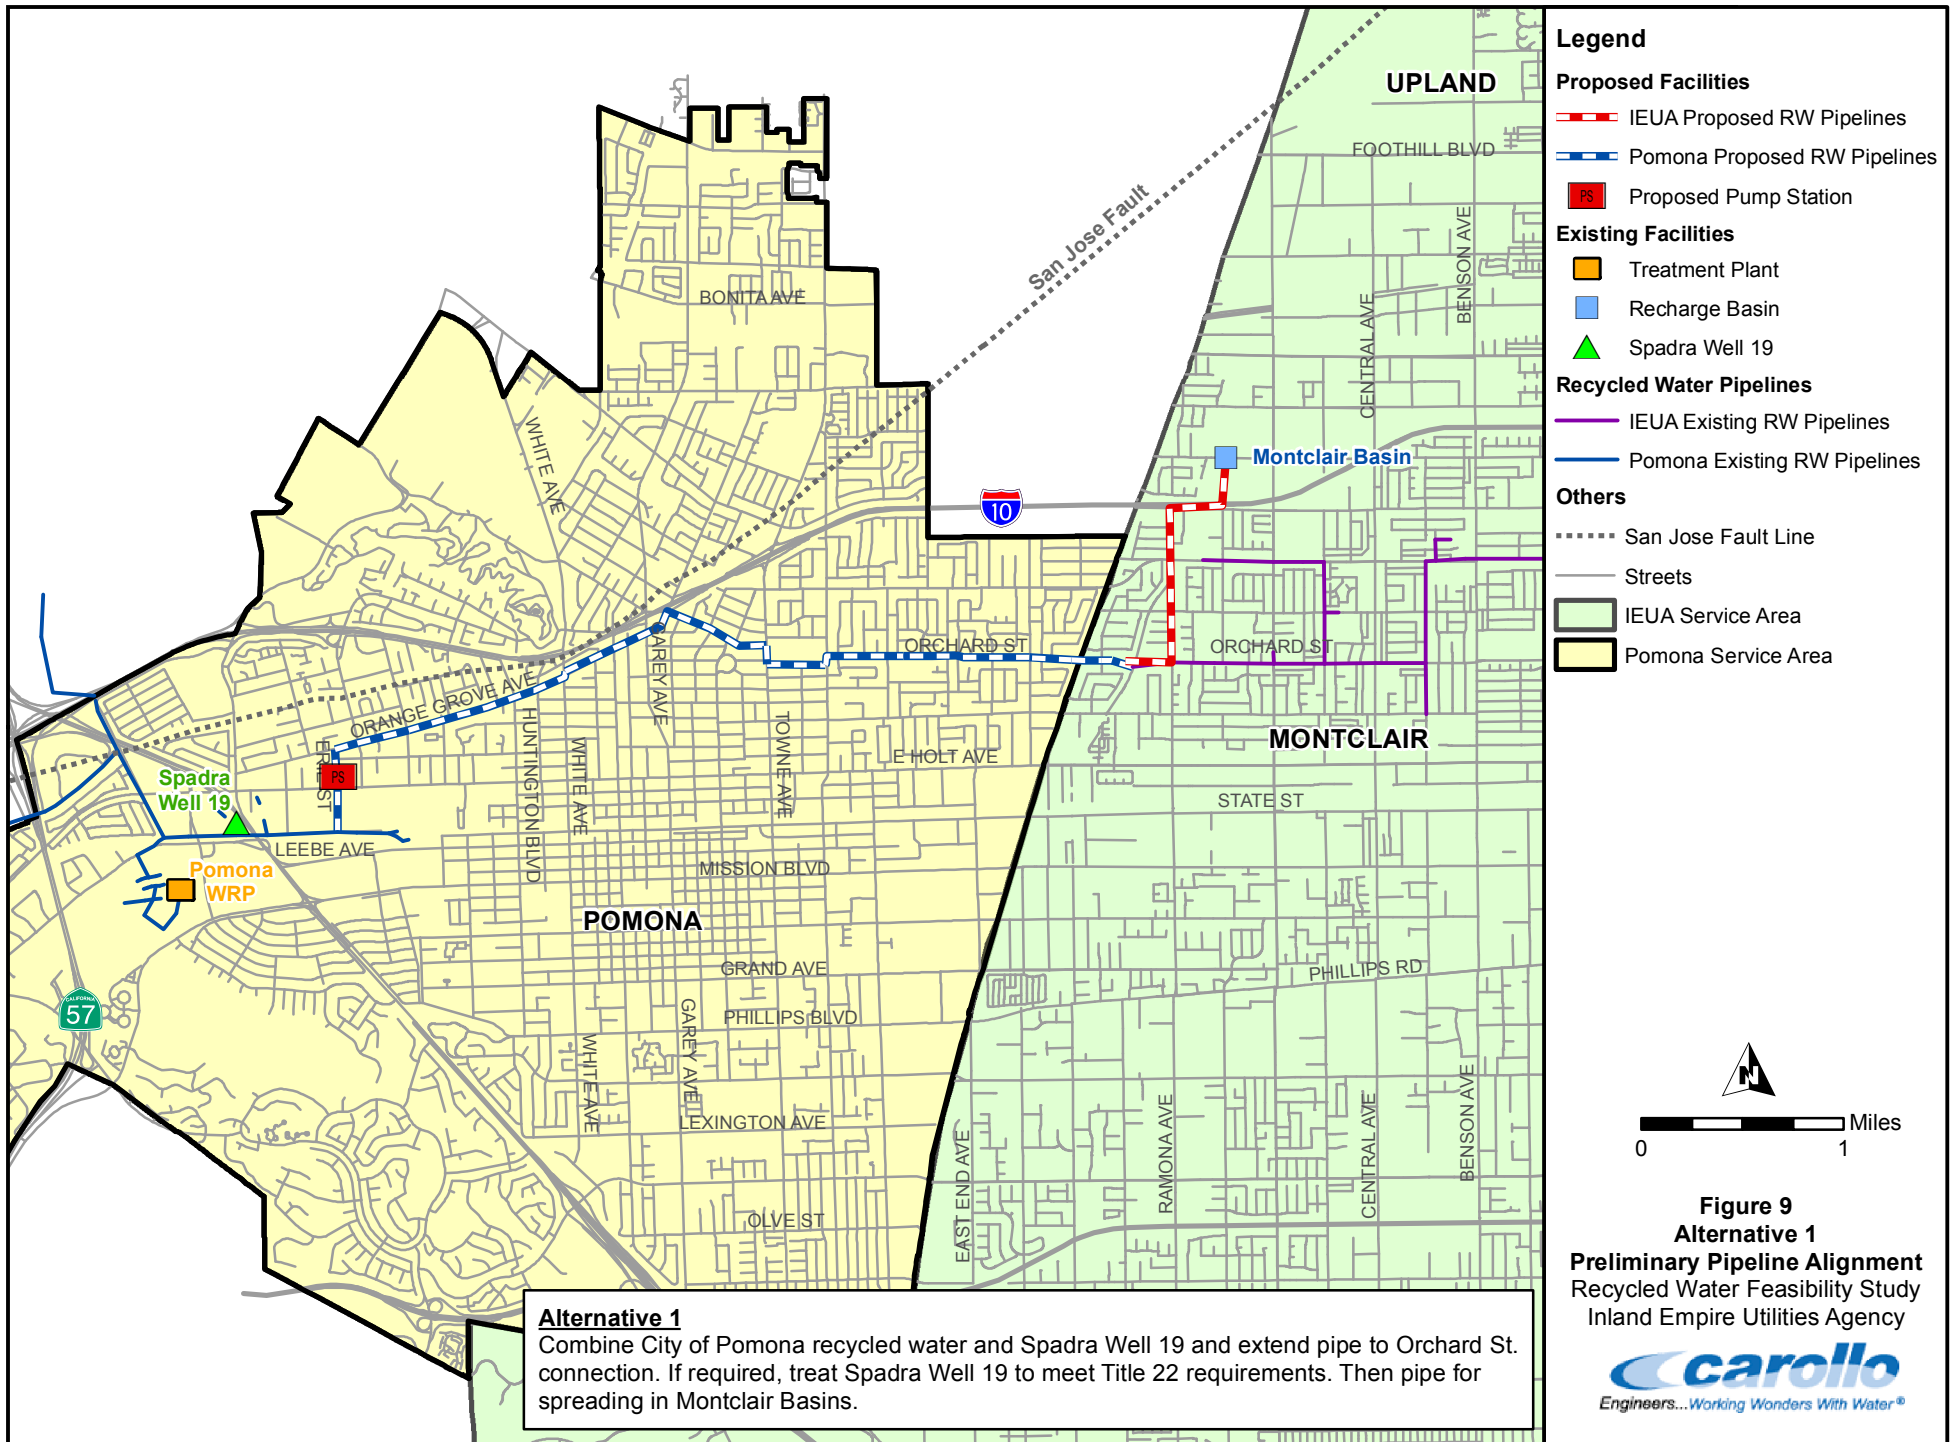 UPLAND
FOOTHILL BLVD
San Jose Fault
BENSON AVE
BONITA AVE
CENTRAL AVE
WHITE AVE
Montclair Basin
10
ORCHARD ST
ORCHARD ST
GAREY AVE
ORANGE GROVE AVE
MONTCLAIR
HUNTINGTON BLVD
WHITE AVE
TOWNE AVE
E HOLT AVE
ERIE ST
PS
Spadra
Well 19
STATE ST
LEEBE AVE
MISSION BLVD
Pomona
WRP
POMONA
GRAND AVE
PHILLIPS RD
CALIFORNIA
57
PHILLIPS BLVD
GAREY AVE
WHITE AVE
LEXINGTON AVE
EAST END AVE
RAMONA AVE
CENTRAL AVE
BENSON AVE
OLVE ST
Alternative 1
Combine City of Pomona recycled water and Spadra Well 19 and extend pipe to Orchard St.
connection. If required, treat Spadra Well 19 to meet Title 22 requirements. Then pipe for
spreading in Montclair Basins.
Legend
Proposed Facilities
IEUA Proposed RW Pipelines
Pomona Proposed RW Pipelines
PS Proposed Pump Station
Existing Facilities
Treatment Plant
Recharge Basin
Spadra Well 19
Recycled Water Pipelines
IEUA Existing RW Pipelines
Pomona Existing RW Pipelines
Others
San Jose Fault Line
Streets
IEUA Service Area
Pomona Service Area
N
Miles
0 1
Figure 9
Alternative 1
Preliminary Pipeline Alignment
Recycled Water Feasibility Study
Inland Empire Utilities Agency
carollo
Engineers...Working Wonders With Water®